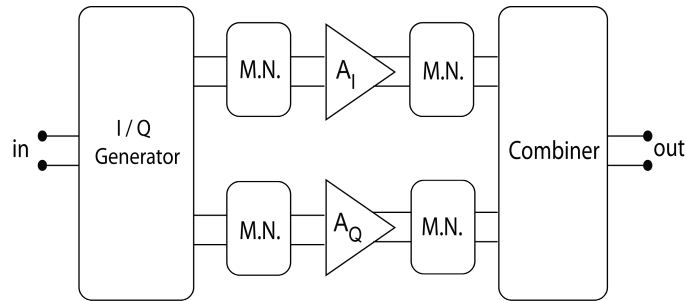 in
I / Q
Generator
M.N.
A_I
M.N.
M.N.
A_Q
M.N.
Combiner
out